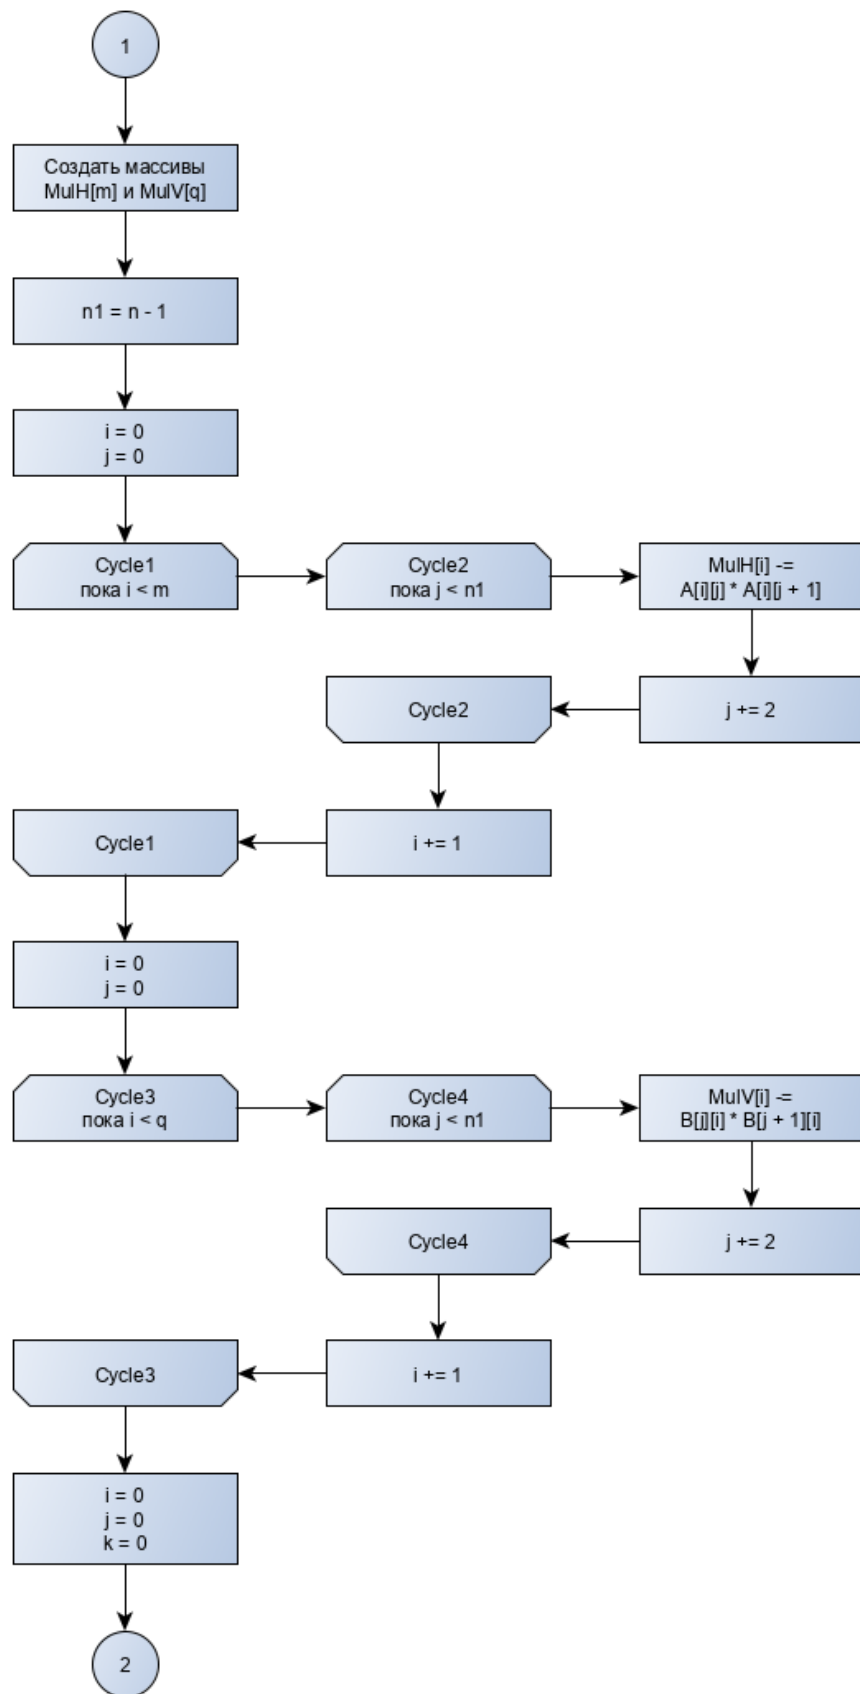 1
Создать массивы
MulH[m] и MulV[q]
n1 = n - 1
i = 0
j = 0
Cycle1
пока i < m
Cycle2
пока j < n1
MulH[i] -=
A[i][j] * A[i][j + 1]
j += 2
Cycle2
i += 1
Cycle1
i = 0
j = 0
Cycle3
пока i < q
Cycle4
пока j < n1
MulV[i] -=
B[j][i] * B[j + 1][i]
j += 2
Cycle4
i += 1
Cycle3
i = 0
j = 0
k = 0
2